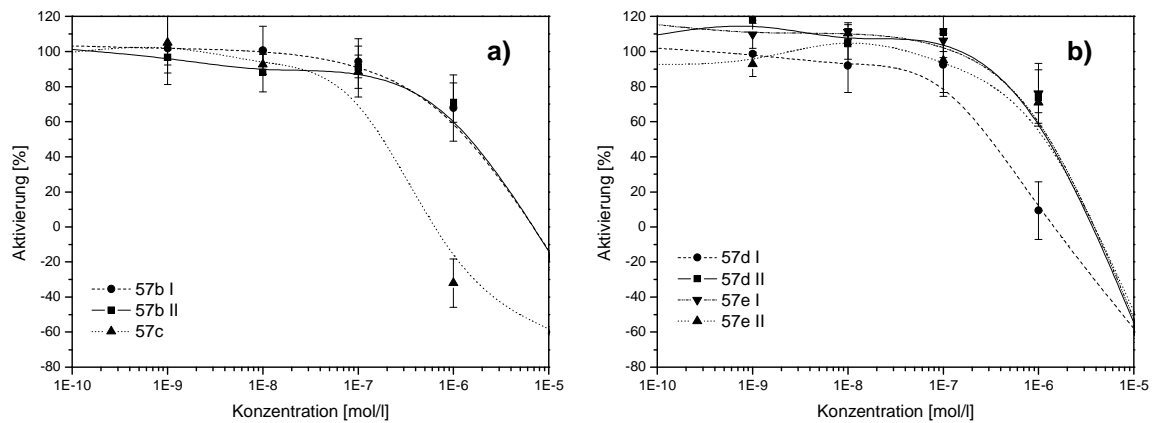 120
100
80
60
40
20
0
-20
-40
-60
-80
Aktivierung [%]
a)
57b I
57b II
57c
1E-10 1E-9 1E-8 1E-7 1E-6 1E-5
Konzentration [mol/l]
120
100
80
60
40
20
0
-20
-40
-60
-80
Aktivierung [%]
b)
57d I
57d II
57e I
57e II
1E-10 1E-9 1E-8 1E-7 1E-6 1E-5
Konzentration [mol/l]